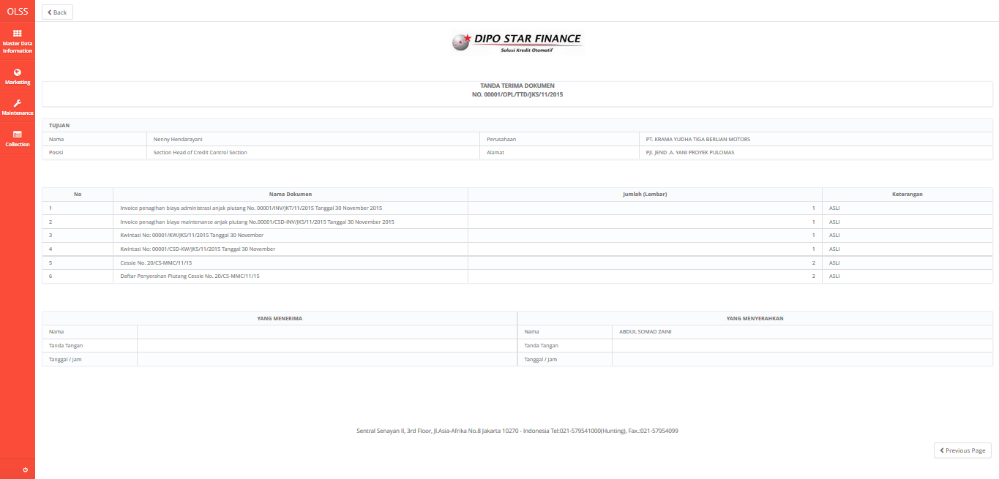 OLSS
Back
Master Data
Information
Marketing
Maintenance
Collection
DIPO STAR FINANCE
Solusi Kredit Otomotif
TANDA TERIMA DOKUMEN
NO. 00001/OPL/TTD/JKS/11/2015
TUJUAN
Nama Nenny Hendarayani Perusahaan PT. KRAMA YUDHA TIGA BERLIAN MOTORS
Posisi Section Head of Credit Control Section Alamat Pjl. JEND .A. YANI PROYEK PULOMAS
No Nama Dokumen Jumlah (Lembar) Keterangan
1 Invoice penagihan biaya administrasi anjak piutang No. 00001/INV/JKT/11/2015 Tanggal 30 November 2015 1 ASLI
2 Invoice penagihan biaya maintenance anjak piutang No.00001/CSD-INV/JKS/11/2015 Tanggal 30 November 2015 1 ASLI
3 Kwintasi No: 00001/KW/JKS/11/2015 Tanggal 30 November 1 ASLI
4 Kwintasi No: 00001/CSD-KW/JKS/11/2015 Tanggal 30 November 1 ASLI
5 Cessie No. 20/CS-MMC/11/15 2 ASLI
6 Daftar Penyerahan Piutang Cessie No. 20/CS-MMC/11/15 2 ASLI
YANG MENERIMA YANG MENYERAHKAN
Nama Nama ABDUL SOMAD ZAINI
Tanda Tangan Tanda Tangan
Tanggal / Jam Tanggal / Jam
Sentral Senayan II, 3rd Floor, Jl.Asia-Afrika No.8 Jakarta 10270 - Indonesia Tel:021-579541000(Hunting), Fax.:021-57954099
Previous Page